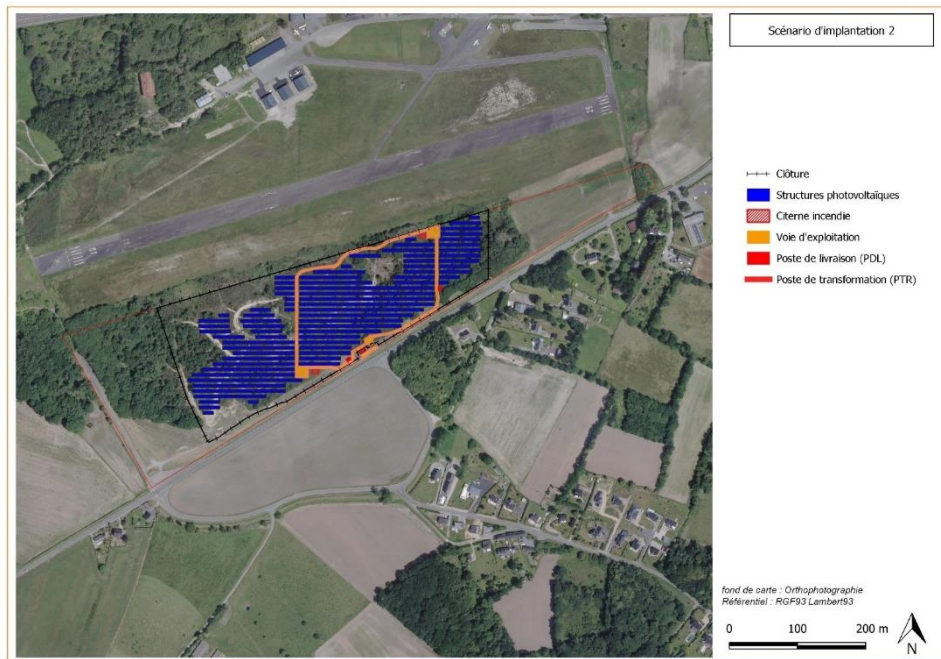 Scénario d'implantation 2
Clôture
Structures photovoltaïques
Citerne incendie
Voie d'exploitation
Poste de livraison (PDL)
Poste de transformation (PTR)
fond de carte : Orthophotographie
Référentiel : RGF93 Lambert93
0 100 200 m
N